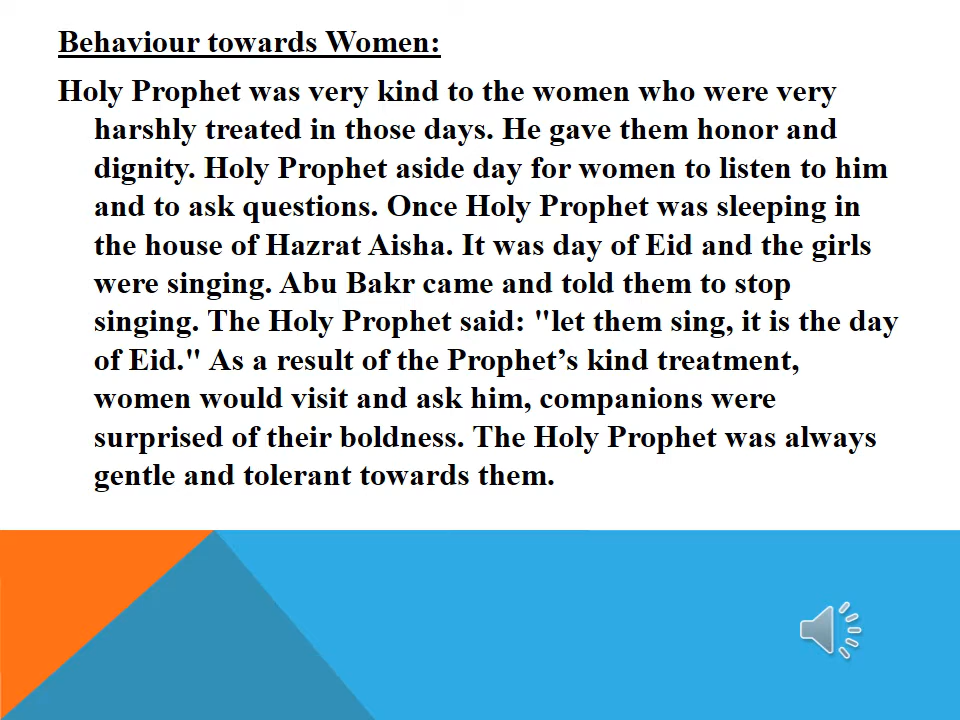 Behaviour towards Women:
Holy Prophet was very kind to the women who were very
harshly treated in those days. He gave them honor and
dignity. Holy Prophet aside day for women to listen to him
and to ask questions. Once Holy Prophet was sleeping in
the house of Hazrat Aisha. It was day of Eid and the girls
were singing. Abu Bakr came and told them to stop
singing. The Holy Prophet said: "let them sing, it is the day
of Eid." As a result of the Prophet’s kind treatment,
women would visit and ask him, companions were
surprised of their boldness. The Holy Prophet was always
gentle and tolerant towards them.